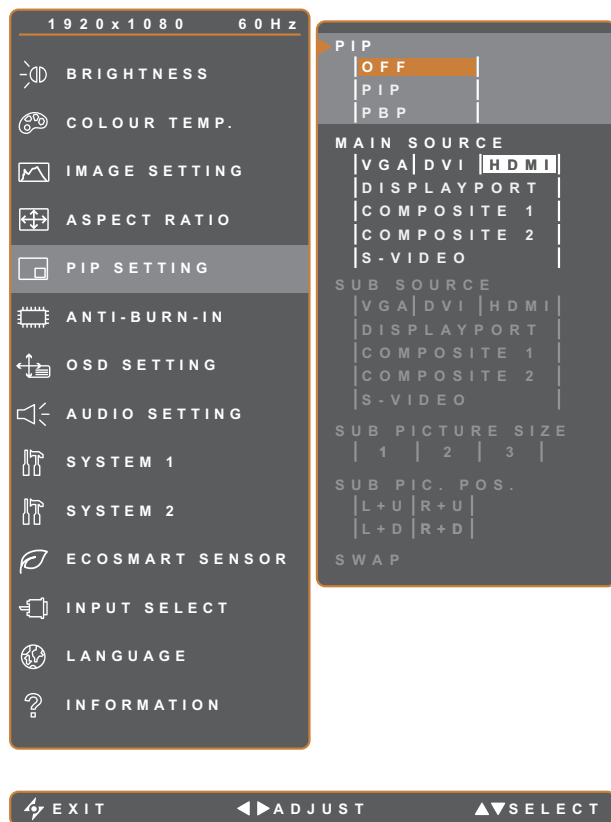 1920x1080 60Hz
BRIGHTNESS
COLOUR TEMP.
IMAGE SETTING
ASPECT RATIO
PIP SETTING
ANTI-BURN-IN
OSD SETTING
AUDIO SETTING
SYSTEM 1
SYSTEM 2
ECOSMART SENSOR
INPUT SELECT
LANGUAGE
INFORMATION
PIP
OFF
PIP
PBP
MAIN SOURCE
VGA DVI HDMI
DISPLAYPORT
COMPOSITE 1
COMPOSITE 2
S-VIDEO
SUB SOURCE
VGA DVI HDMI
DISPLAYPORT
COMPOSITE 1
COMPOSITE 2
S-VIDEO
SUB PICTURE SIZE
1 2 3
SUB PIC. POS.
L+U R+U
L+D R+D
SWAP
EXIT ADJUST SELECT